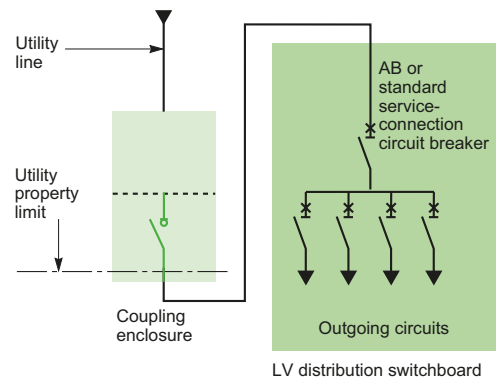 Utility
line
AB or
standard
service-
connection
circuit breaker
Utility
property
limit
Coupling
enclosure
Outgoing circuits
LV distribution switchboard